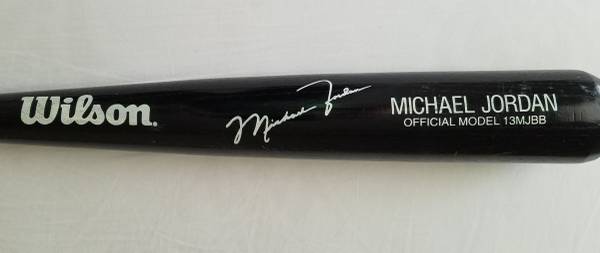 Wilson.
Michael Jordan
MICHAEL JORDAN
OFFICIAL MODEL 13MJBB